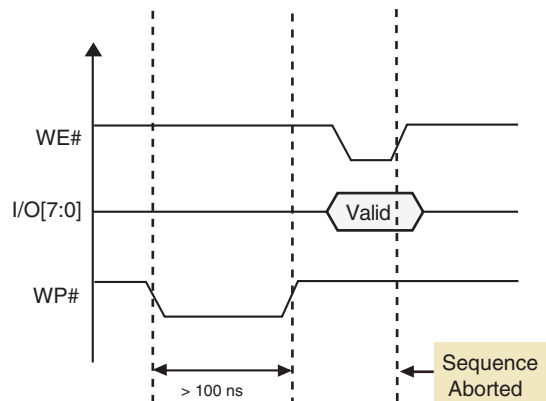 WE#
I/O[7:0]
Valid
WP#
> 100 ns
Sequence
Aborted